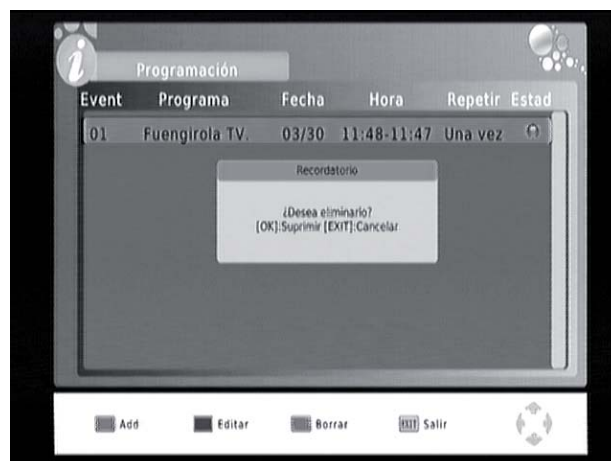 i
Programación
Event Programa Fecha Hora Repetir Estad
01 Fuengirola TV. 03/30 11:48-11:47 Una vez
Recordatorio
¿Desea eliminario?
[OK]:Suprimir [EXIT]:Cancelar
Add Editar Borrar EXIT Salir